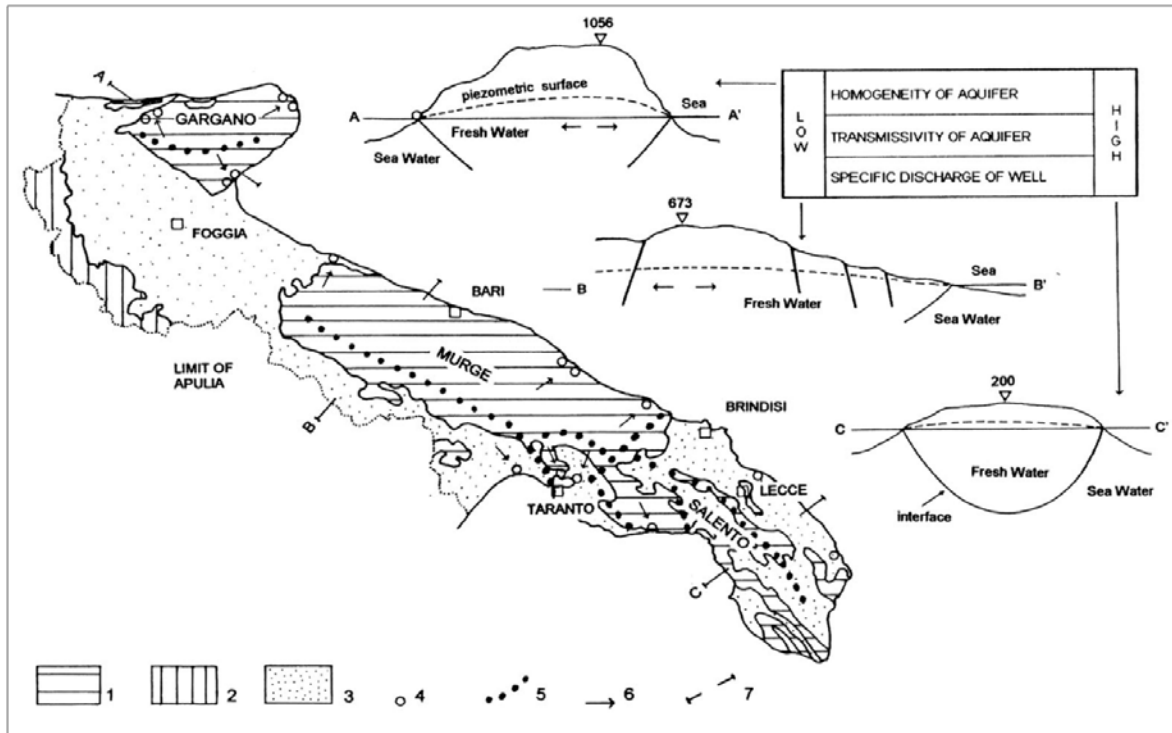 1056
piezometric surface
A
Sea
A'
Fresh Water
Sea Water
LOW
HOMOGENEITY OF AQUIFER
TRANSMISSIVITY OF AQUIFER
SPECIFIC DISCHARGE OF WELL
HIGH
A
GARGANO
FOGGIA
673
B
Sea
B'
Fresh Water
Sea Water
BARI
MURGE
LIMIT OF
APULIA
B
BRINDISI
TARANTO
LECCE
SALENTO
C
200
C
C'
Fresh Water
Sea Water
interface
1
2
3
4
5
6
7